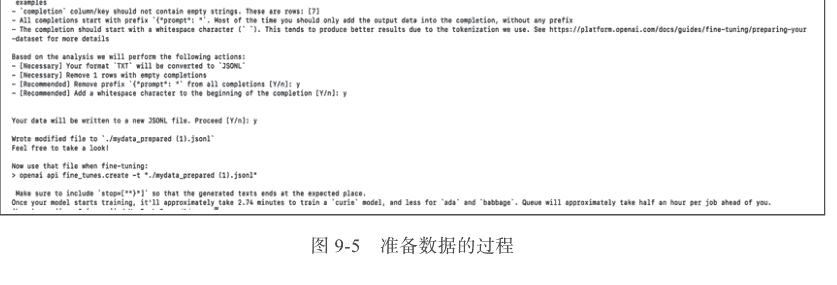 examples
- `completion` column/key should not contain empty strings. These are rows: [7]
- All completions start with prefix `{"prompt": "`. Most of the time you should only add the output data into the completion, without any prefix
- The completion should start with a whitespace character (` `). This tends to produce better results due to the tokenization we use. See https://platform.openai.com/docs/guides/fine-tuning/preparing-your
-dataset for more details
Based on the analysis we will perform the following actions:
- [Necessary] Your format `TXT` will be converted to `JSONL`
- [Necessary] Remove 1 rows with empty completions
- [Recommended] Remove prefix `{"prompt": "` from all completions [Y/n]: y
- [Recommended] Add a whitespace character to the beginning of the completion [Y/n]: y
Your data will be written to a new JSONL file. Proceed [Y/n]: y
Wrote modified file to `./mydata_prepared (1).jsonl`
Feel free to take a look!
Now use that file when fine-tuning:
> openai api fine_tunes.create -t "./mydata_prepared (1).jsonl"
Make sure to include `stop=[""}"]` so that the generated texts ends at the expected place.
Once your model starts training, it'll approximately take 2.74 minutes to train a `curie` model, and less for `ada` and `babbage`. Queue will approximately take half an hour per job ahead of you.
图 9-5 准备数据的过程